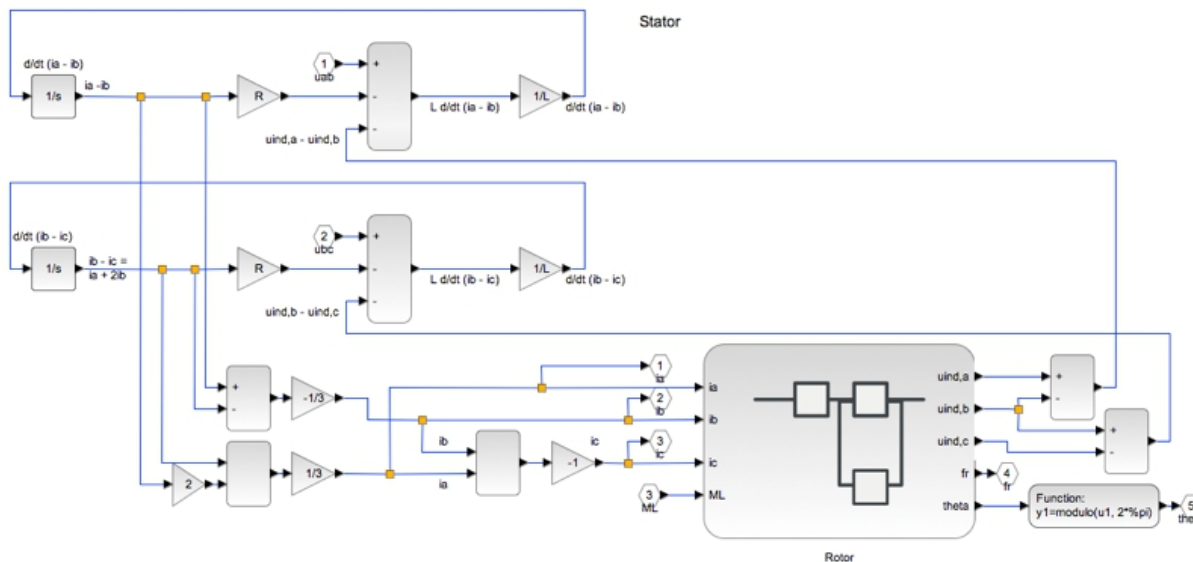 Stator
d/dt (ia - ib)
1/s
ia -ib
R
1
uab
+
-
-
uind,a - uind,b
L d/dt (ia - ib)
1/L
d/dt (ia - ib)
d/dt (ib - ic)
1/s
ib - ic =
ia + 2ib
R
2
ubc
+
-
-
uind,b - uind,c
L d/dt (ib - ic)
1/L
d/dt (ib - ic)
+
-
-1/3
2
1/3
ib
ia
-1
ic
1
ia
2
ib
3
ic
3
ML
ia
ib
ic
ML
uind,a
uind,b
uind,c
fr
theta
Rotor
+
-
+
-
4
fr
Function:
y1=modulo(u1, 2*%pi)
5